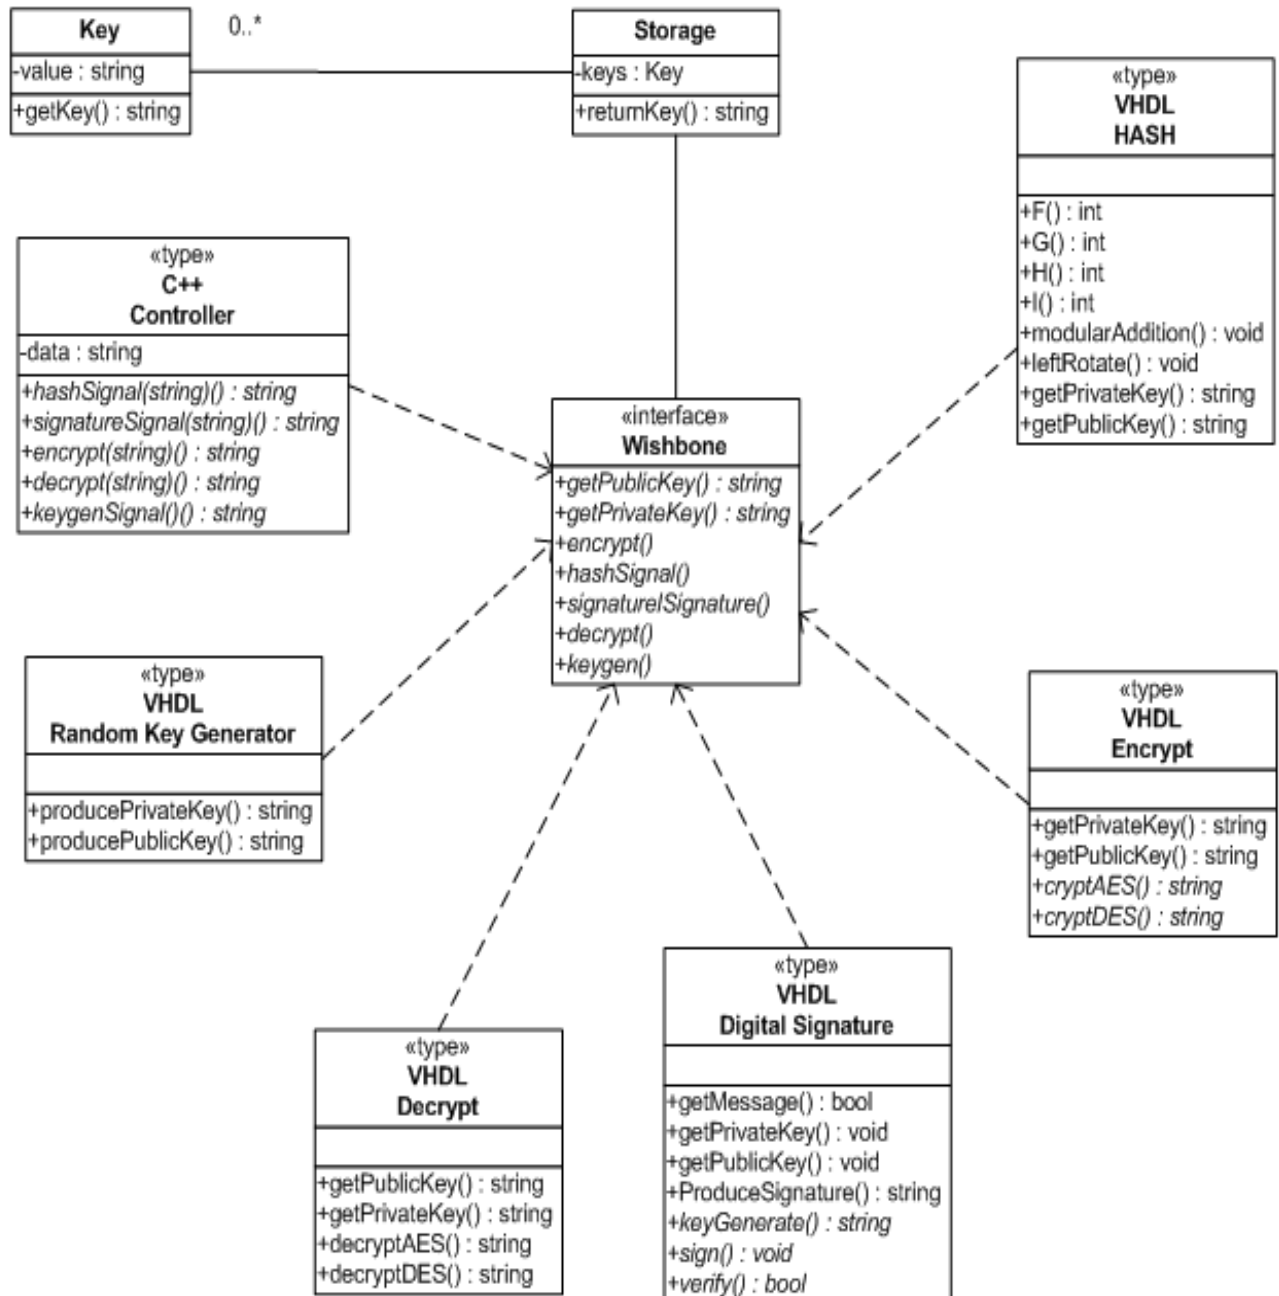 Key
-value : string
+getKey() : string
0..*
Storage
-keys : Key
+returnKey() : string
«type»
VHDL
HASH
+F() : int
+G() : int
+H() : int
+I() : int
+modularAddition() : void
+leftRotate() : void
+getPrivateKey() : string
+getPublicKey() : string
«type»
C++
Controller
-data : string
+hashSignal(string)() : string
+signatureSignal(string)() : string
+encrypt(string)() : string
+decrypt(string)() : string
+keygenSignal()() : string
«interface»
Wishbone
+getPublicKey() : string
+getPrivateKey() : string
+encrypt()
+hashSignal()
+signatureISignature()
+decrypt()
+keygen()
«type»
VHDL
Random Key Generator
+producePrivateKey() : string
+producePublicKey() : string
«type»
VHDL
Encrypt
+getPrivateKey() : string
+getPublicKey() : string
+cryptAES() : string
+cryptDES() : string
«type»
VHDL
Decrypt
+getPublicKey() : string
+getPrivateKey() : string
+decryptAES() : string
+decryptDES() : string
«type»
VHDL
Digital Signature
+getMessage() : bool
+getPrivateKey() : void
+getPublicKey() : void
+ProduceSignature() : string
+keyGenerate() : string
+sign() : void
+verify() : bool